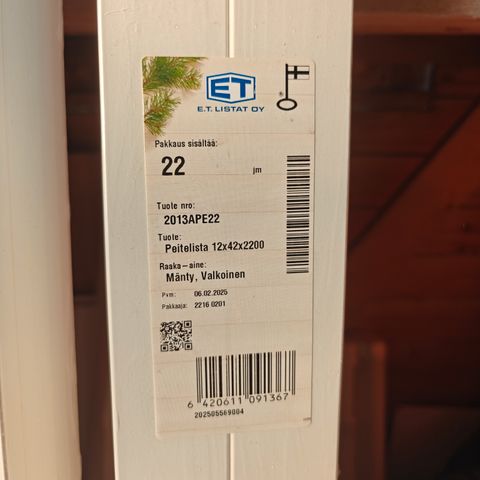 ET
E.T. LISTAT OY
Pakkaus sisältää:
22 jm
Tuote nro:
2013APE22
Tuote:
Peitelista 12x42x2200
Raaka-aine:
Mänty, Valkoinen
Pvm: 06.02.2025
Pakkaaja: 2216 0201
6 420611 091367
202505569004